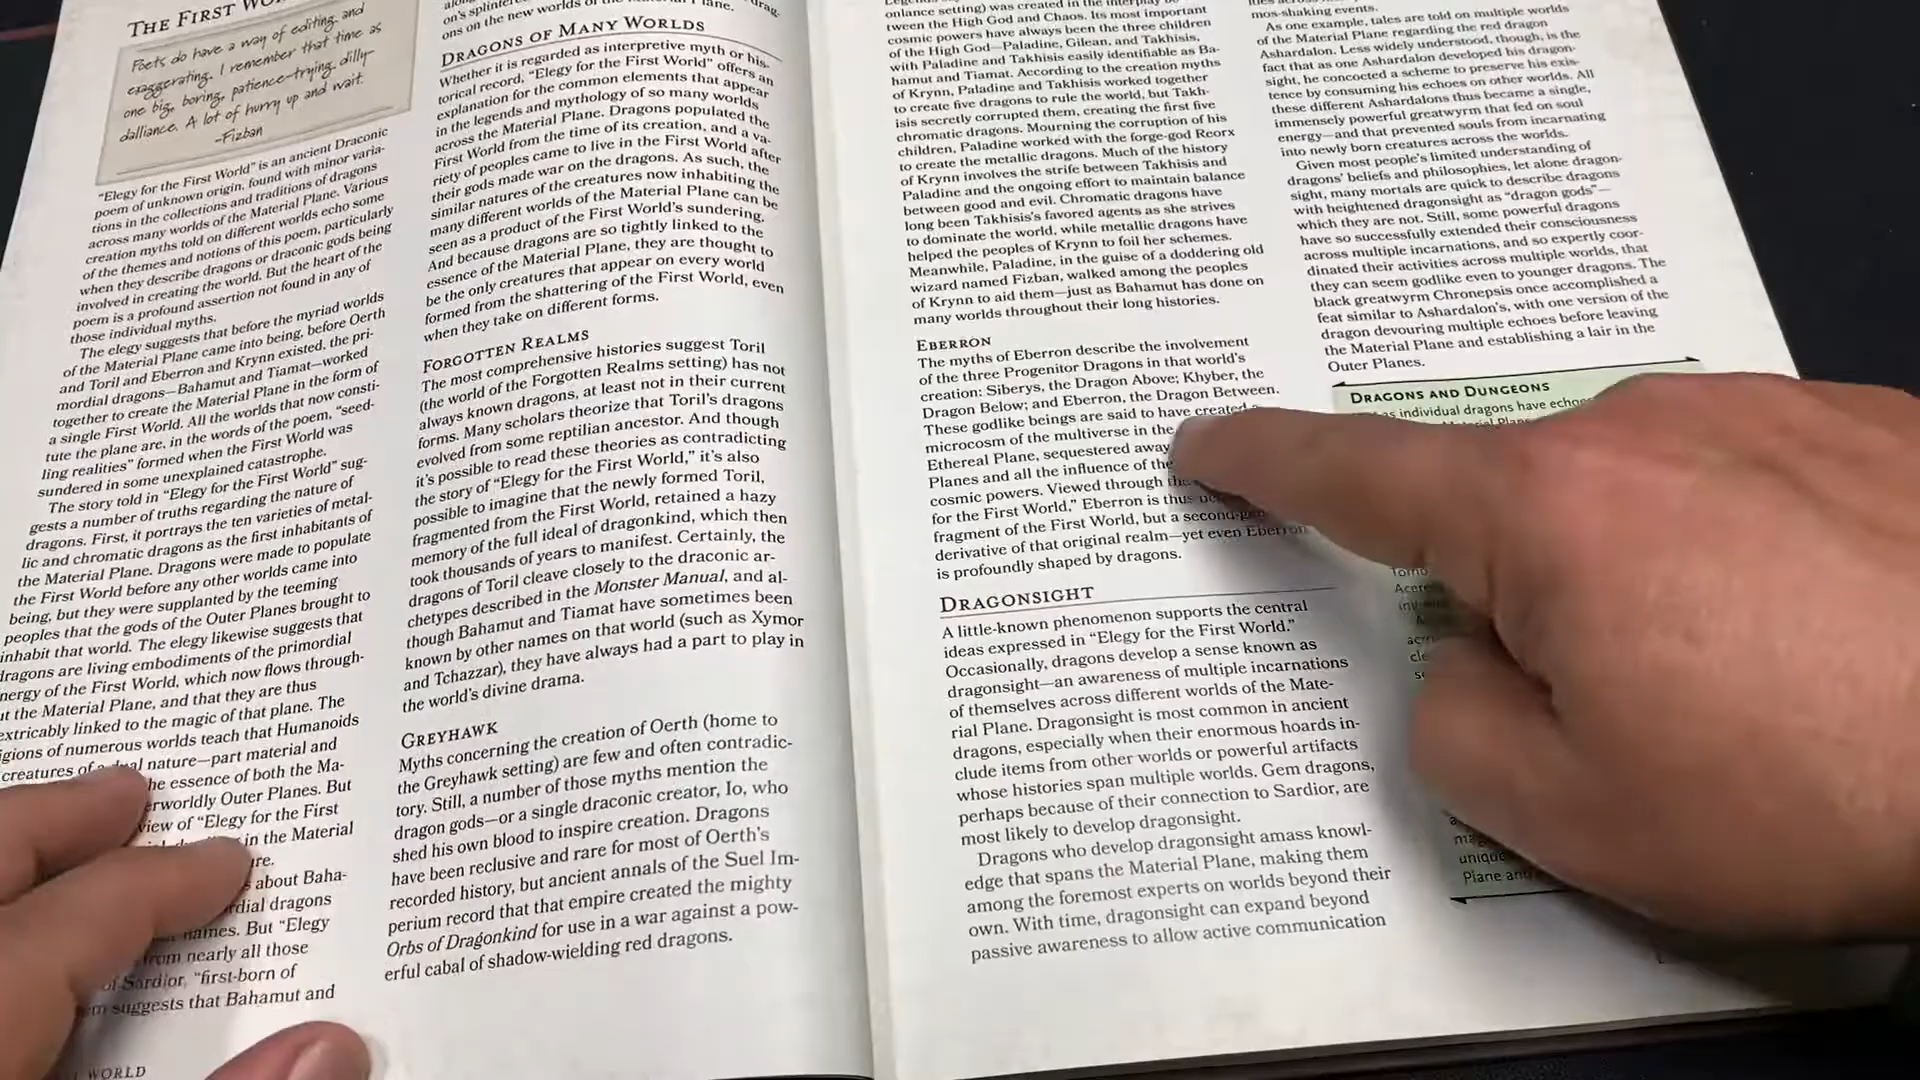 THE FIRST WO
Poets do have a way of editing, and
exaggerating. I remember that time as
one big, boring, patience-trying, dilly-
dalliance. A lot of hurry up and wait.
–Fizban
"Elegy for the First World" is an ancient Draconic
poem of unknown origin, found with minor varia-
tions in the collections and traditions of dragons
across many worlds of the Material Plane. Various
creation myths told on different worlds echo some
of the themes and notions of this poem, particularly
when they describe dragons or draconic gods being
involved in creating the world. But the heart of the
poem is a profound assertion not found in any of
those individual myths.
The elegy suggests that before the myriad worlds
of the Material Plane came into being, before Oerth
and Toril and Eberron and Krynn existed, the pri-
mordial dragons—Bahamut and Tiamat—worked
together to create the Material Plane in the form of
a single First World. All the worlds that now consti-
tute the plane are, in the words of the poem, "seed-
ling realities" formed when the First World was
sundered in some unexplained catastrophe.
The story told in "Elegy for the First World" sug-
gests a number of truths regarding the nature of
dragons. First, it portrays the ten varieties of metal-
lic and chromatic dragons as the first inhabitants of
the Material Plane. Dragons were made to populate
the First World before any other worlds came into
being, but they were supplanted by the teeming
peoples that the gods of the Outer Planes brought to
inhabit that world. The elegy likewise suggests that
dragons are living embodiments of the primordial
nergy of the First World, which now flows through-
ut the Material Plane, and that they are thus
extricably linked to the magic of that plane. The
igions of numerous worlds teach that Humanoids
creatures of a dual nature—part material and
he essence of both the Ma-
erworldly Outer Planes. But
view of "Elegy for the First
in the Material
ure.
s about Baha-
rdial dragons
names. But "Elegy
from nearly all those
of Sardior, "first-born of
em suggests that Bahamut and
WORLD
on's splinter
ons on the new worlds of the Material Plane.
DRAGONS OF MANY WORLDS
Whether it is regarded as interpretive myth or his-
torical record, "Elegy for the First World" offers an
explanation for the common elements that appear
in the legends and mythology of so many worlds
across the Material Plane. Dragons populated the
First World from the time of its creation, and a va-
riety of peoples came to live in the First World after
their gods made war on the dragons. As such, the
similar natures of the creatures now inhabiting the
many different worlds of the Material Plane can be
seen as a product of the First World's sundering.
And because dragons are so tightly linked to the
essence of the Material Plane, they are thought to
be the only creatures that appear on every world
formed from the shattering of the First World, even
when they take on different forms.
FORGOTTEN REALMS
The most comprehensive histories suggest Toril
(the world of the Forgotten Realms setting) has not
always known dragons, at least not in their current
forms. Many scholars theorize that Toril's dragons
evolved from some reptilian ancestor. And though
it's possible to read these theories as contradicting
the story of "Elegy for the First World," it's also
possible to imagine that the newly formed Toril,
fragmented from the First World, retained a hazy
memory of the full ideal of dragonkind, which then
took thousands of years to manifest. Certainly, the
dragons of Toril cleave closely to the draconic ar-
chetypes described in the Monster Manual, and al-
though Bahamut and Tiamat have sometimes been
known by other names on that world (such as Xymor
and Tchazzar), they have always had a part to play in
the world's divine drama.
GREYHAWK
Myths concerning the creation of Oerth (home to
the Greyhawk setting) are few and often contradic-
tory. Still, a number of those myths mention the
dragon gods—or a single draconic creator, Io, who
shed his own blood to inspire creation. Dragons
have been reclusive and rare for most of Oerth's
recorded history, but ancient annals of the Suel Im-
perium record that that empire created the mighty
Orbs of Dragonkind for use in a war against a pow-
erful cabal of shadow-wielding red dragons.
onlance setting) was created in the interplay be-
tween the High God and Chaos. Its most important
cosmic powers have always been the three children
of the High God—Paladine, Gilean, and Takhisis,
with Paladine and Takhisis easily identifiable as Ba-
hamut and Tiamat. According to the creation myths
of Krynn, Paladine and Takhisis worked together
to create five dragons to rule the world, but Takh-
isis secretly corrupted them, creating the first five
chromatic dragons. Mourning the corruption of his
children, Paladine worked with the forge-god Reorx
to create the metallic dragons. Much of the history
of Krynn involves the strife between Takhisis and
Paladine and the ongoing effort to maintain balance
between good and evil. Chromatic dragons have
long been Takhisis's favored agents as she strives
to dominate the world, while metallic dragons have
helped the peoples of Krynn to foil her schemes.
Meanwhile, Paladine, in the guise of a doddering old
wizard named Fizban, walked among the peoples
of Krynn to aid them—just as Bahamut has done on
many worlds throughout their long histories.
EBERRON
The myths of Eberron describe the involvement
of the three Progenitor Dragons in that world's
creation: Siberys, the Dragon Above; Khyber, the
Dragon Below; and Eberron, the Dragon Between.
These godlike beings are said to have created a
microcosm of the multiverse in the
Ethereal Plane, sequestered away
Planes and all the influence of the
cosmic powers. Viewed through the
for the First World," Eberron is thus
fragment of the First World, but a second-gen
derivative of that original realm—yet even Eberron
is profoundly shaped by dragons.
DRAGONSIGHT
A little-known phenomenon supports the central
ideas expressed in "Elegy for the First World."
Occasionally, dragons develop a sense known as
dragonsight—an awareness of multiple incarnations
of themselves across different worlds of the Mate-
rial Plane. Dragonsight is most common in ancient
dragons, especially when their enormous hoards in-
clude items from other worlds or powerful artifacts
whose histories span multiple worlds. Gem dragons,
perhaps because of their connection to Sardior, are
most likely to develop dragonsight.
Dragons who develop dragonsight amass knowl-
edge that spans the Material Plane, making them
among the foremost experts on worlds beyond their
own. With time, dragonsight can expand beyond
passive awareness to allow active communication
mos-shaking events.
As one example, tales are told on multiple worlds
of the Material Plane regarding the red dragon
Ashardalon. Less widely understood, though, is the
fact that as one Ashardalon developed his dragon-
sight, he concocted a scheme to preserve his exis-
tence by consuming his echoes on other worlds. All
these different Ashardalons thus became a single,
immensely powerful greatwyrm that fed on soul
energy—and that prevented souls from incarnating
into newly born creatures across the worlds.
Given most people's limited understanding of
dragons' beliefs and philosophies, let alone dragon-
sight, many mortals are quick to describe dragons
with heightened dragonsight as "dragon gods"—
which they are not. Still, some powerful dragons
have so successfully extended their consciousness
across multiple incarnations, and so expertly coor-
dinated their activities across multiple worlds, that
they can seem godlike even to younger dragons. The
black greatwyrm Chronepsis once accomplished a
feat similar to Ashardalon's, with one version of the
dragon devouring multiple echoes before leaving
the Material Plane and establishing a lair in the
Outer Planes.
DRAGONS AND DUNGEONS
as individual dragons have echoes
unique
Plane and